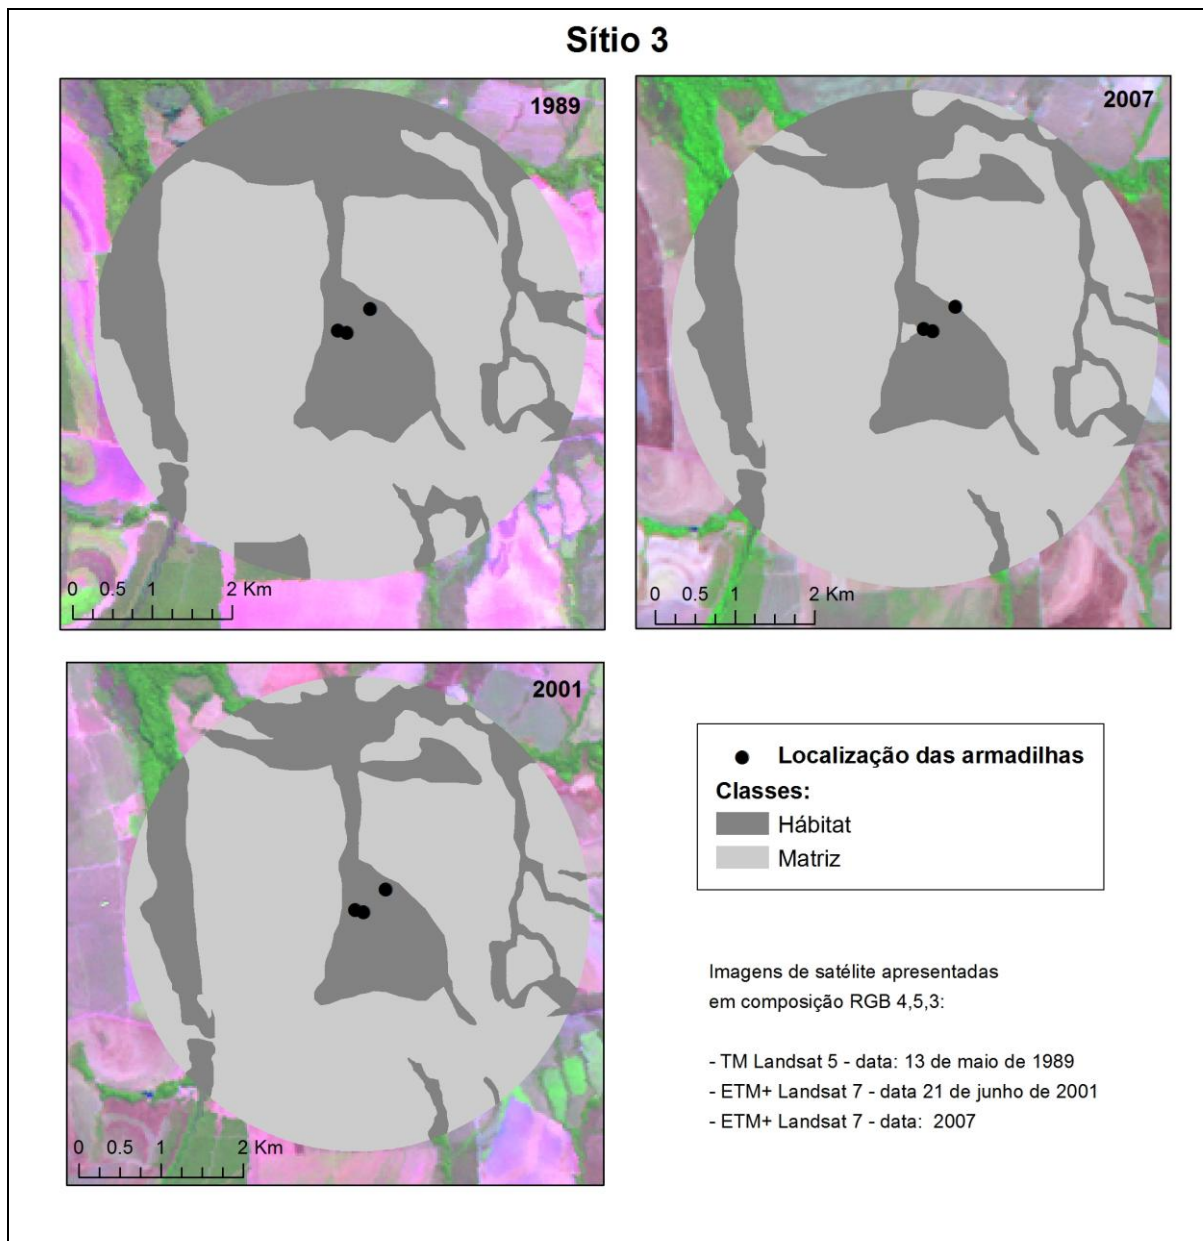 Sítio 3
1989
0 0.5 1 2 Km
2007
0 0.5 1 2 Km
2001
0 0.5 1 2 Km
Localização das armadilhas
Classes:
Hábitat
Matriz
Imagens de satélite apresentadas
em composição RGB 4,5,3:
- TM Landsat 5 - data: 13 de maio de 1989
- ETM+ Landsat 7 - data 21 de junho de 2001
- ETM+ Landsat 7 - data: 2007